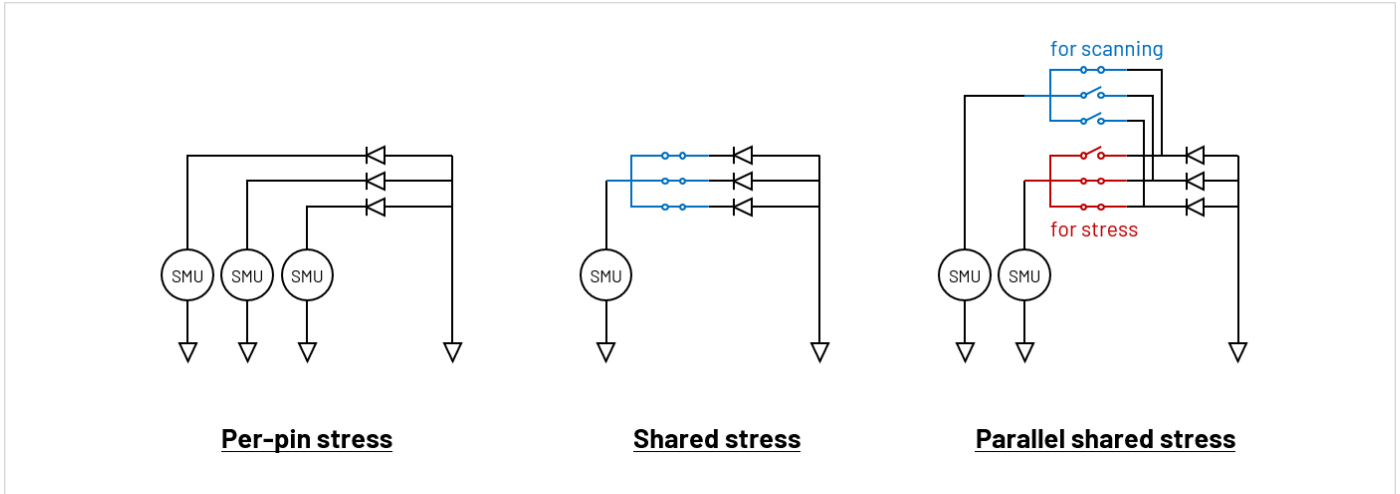 for scanning
for stress
SMU SMU SMU
SMU
SMU SMU
Per-pin stress
Shared stress
Parallel shared stress